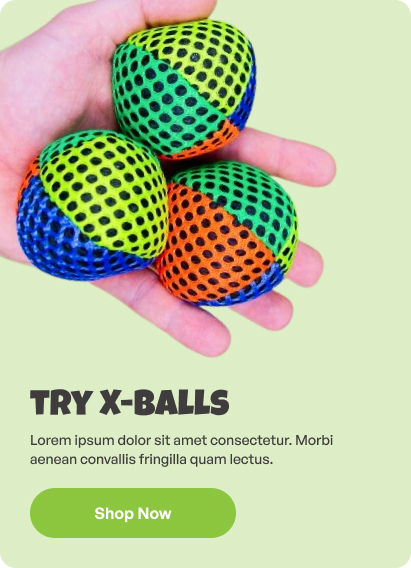 TRY X-BALLS
Lorem ipsum dolor sit amet consectetur. Morbi
aenean convallis fringilla quam lectus.
Shop Now